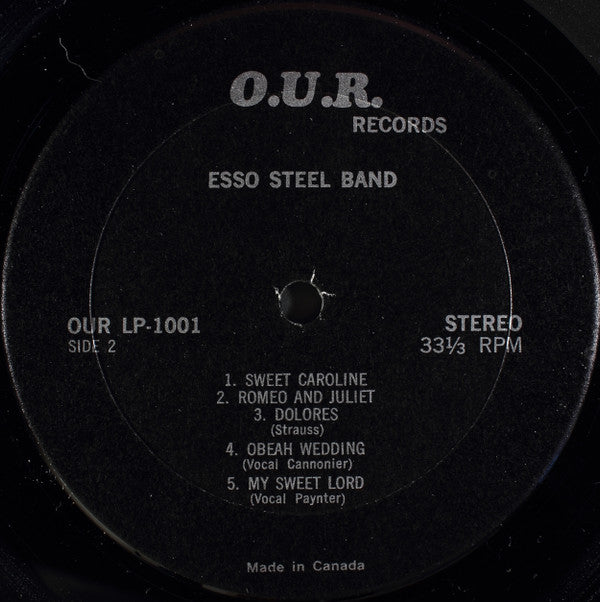 O.U.R.
RECORDS
ESSO STEEL BAND
OUR LP-1001
SIDE 2
STEREO
33⅓ RPM
1. SWEET CAROLINE
2. ROMEO AND JULIET
3. DOLORES
(Strauss)
4. OBEAH WEDDING
(Vocal Cannonier)
5. MY SWEET LORD
(Vocal Paynter)
Made in Canada